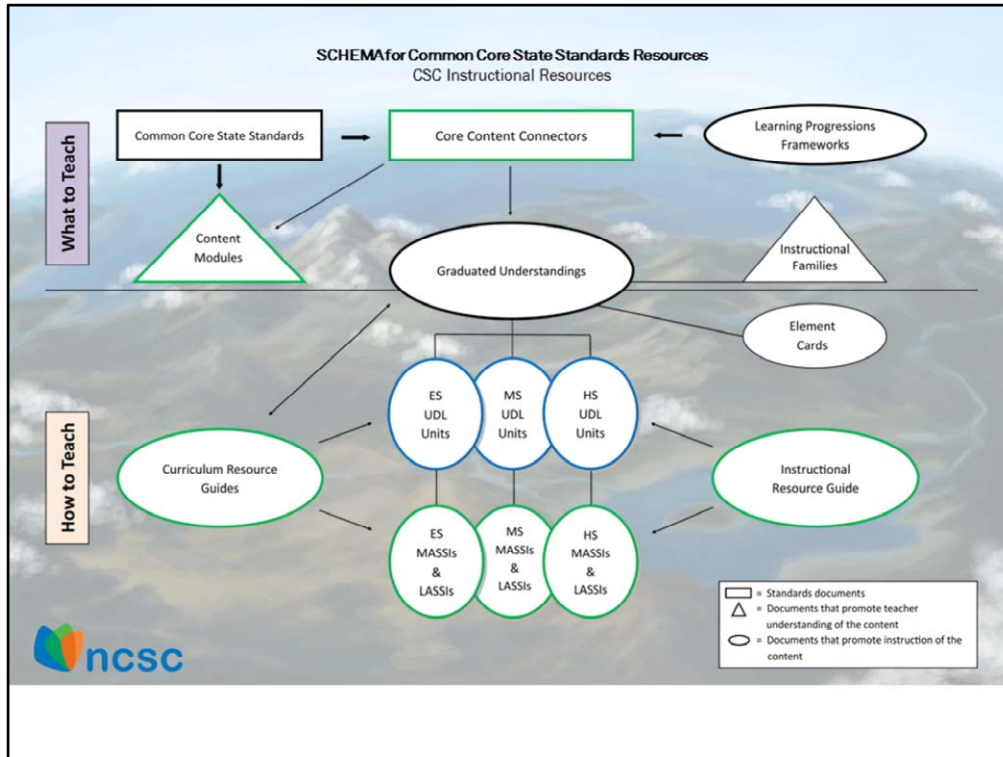 SCHEMA for Common Core State Standards Resources
CSC Instructional Resources
What to Teach
Common Core State Standards
Core Content Connectors
Learning Progressions
Frameworks
Content
Modules
Graduated Understandings
Instructional
Families
Element
Cards
How to Teach
ES
UDL
Units
MS
UDL
Units
HS
UDL
Units
Curriculum Resource
Guides
Instructional
Resource Guide
ES
MASSIs
&
LASSIs
MS
MASSIs
&
LASSIs
HS
MASSIs
&
LASSIs
= Standards documents
= Documents that promote teacher
understanding of the content
= Documents that promote instruction of the
content
ncsc